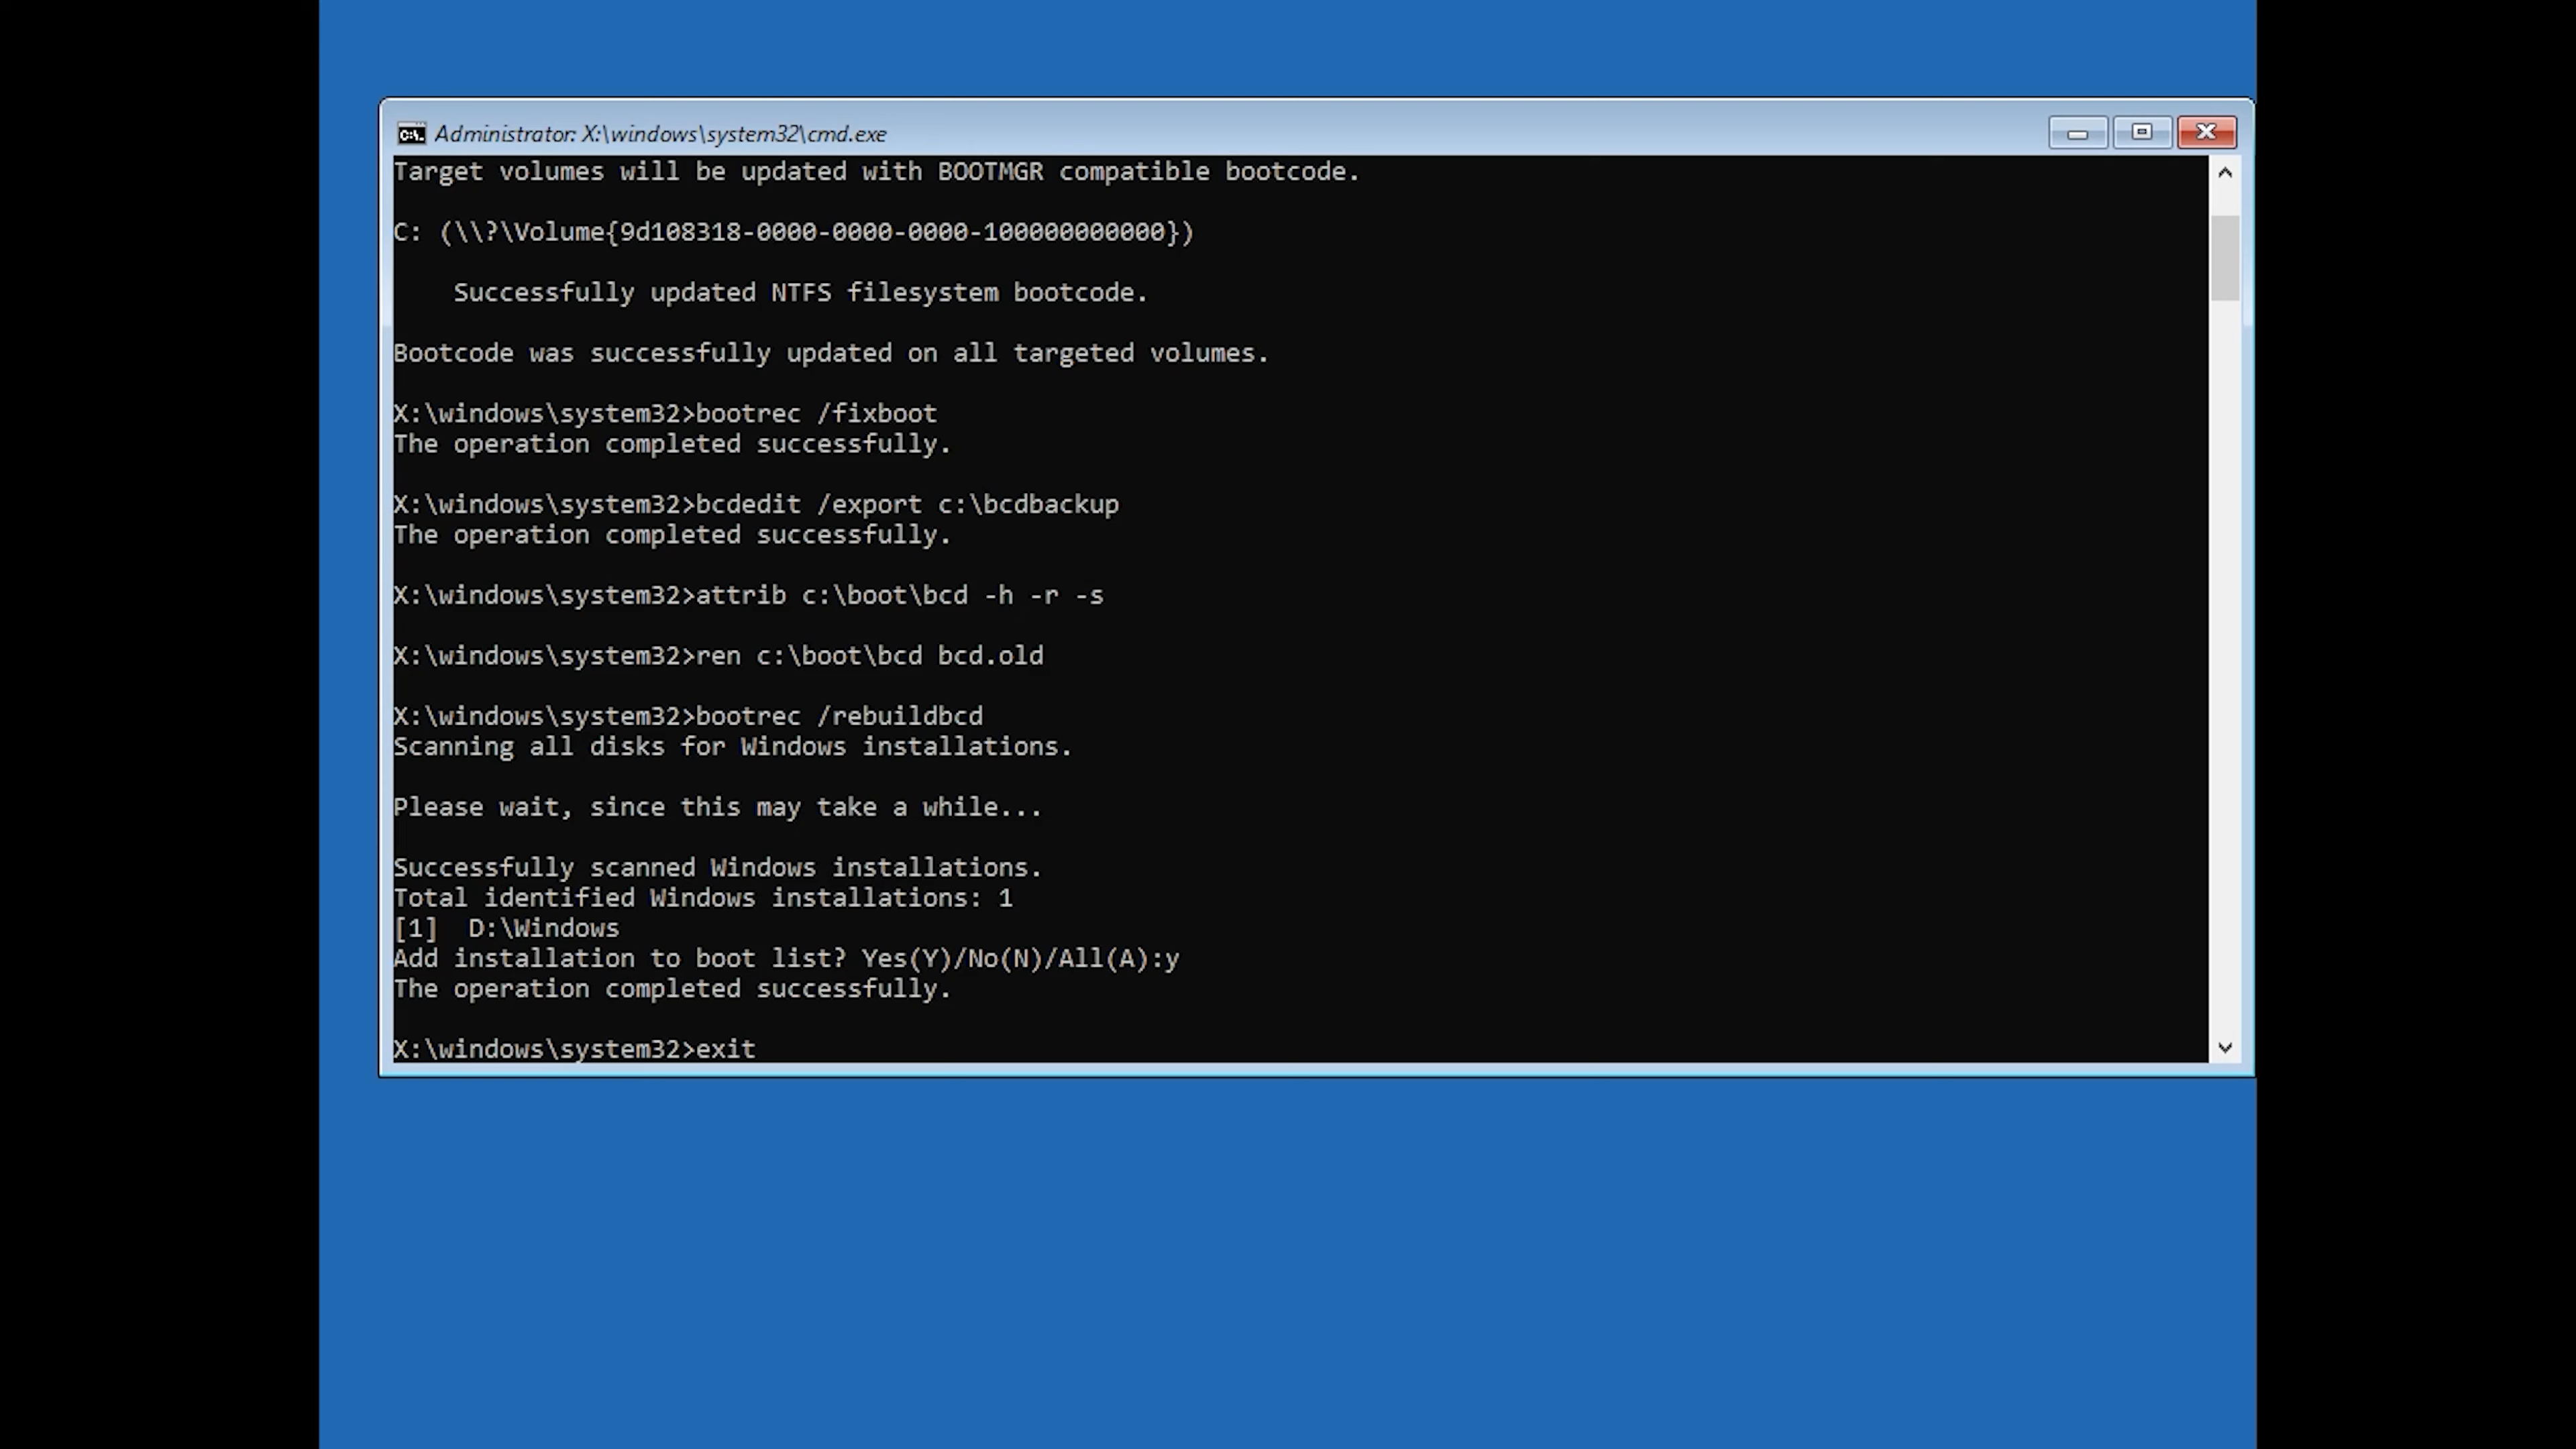 Administrator: X:\windows\system32\cmd.exe
Target volumes will be updated with BOOTMGR compatible bootcode.
C: (\\?\Volume{9d108318-0000-0000-0000-100000000000})
Successfully updated NTFS filesystem bootcode.
Bootcode was successfully updated on all targeted volumes.
X:\windows\system32>bootrec /fixboot
The operation completed successfully.
X:\windows\system32>bcdedit /export c:\bcdbackup
The operation completed successfully.
X:\windows\system32>attrib c:\boot\bcd -h -r -s
X:\windows\system32>ren c:\boot\bcd bcd.old
X:\windows\system32>bootrec /rebuildbcd
Scanning all disks for Windows installations.
Please wait, since this may take a while...
Successfully scanned Windows installations.
Total identified Windows installations: 1
[1]  D:\Windows
Add installation to boot list? Yes(Y)/No(N)/All(A):y
The operation completed successfully.
X:\windows\system32>exit